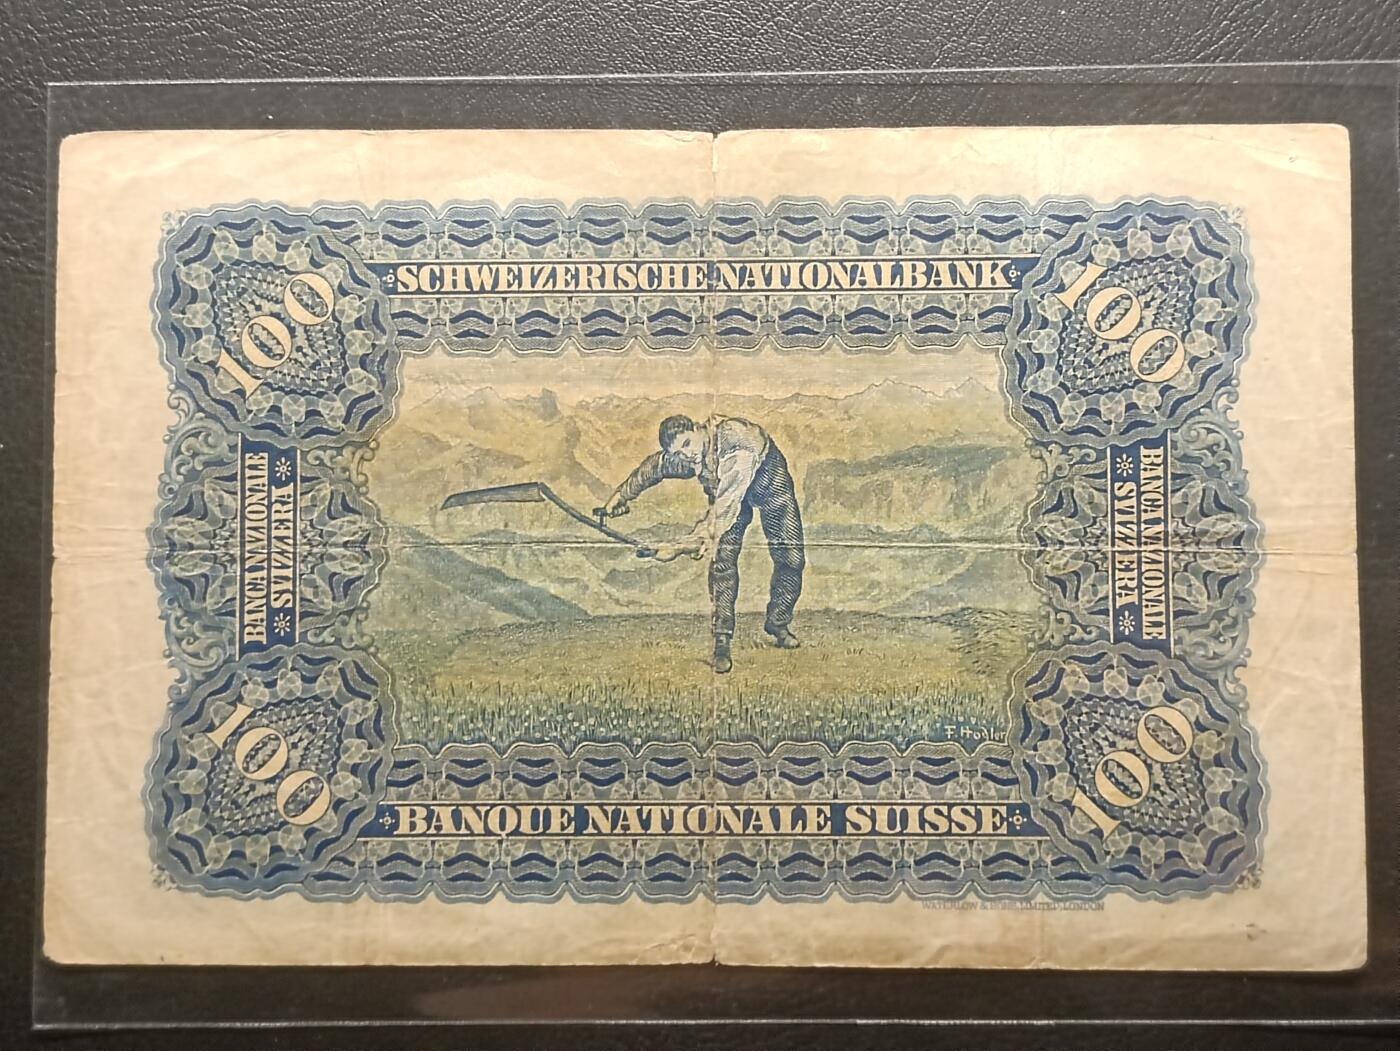 100
SCHWEIZERISCHE NATIONALBANK
100
BANCA NAZIONALE
SVIZZERA
BANCA NAZIONALE
SVIZZERA
F. Hodler
100
BANQUE NATIONALE SUISSE
100
WATERLOW & SONS, LIMITED, LONDON